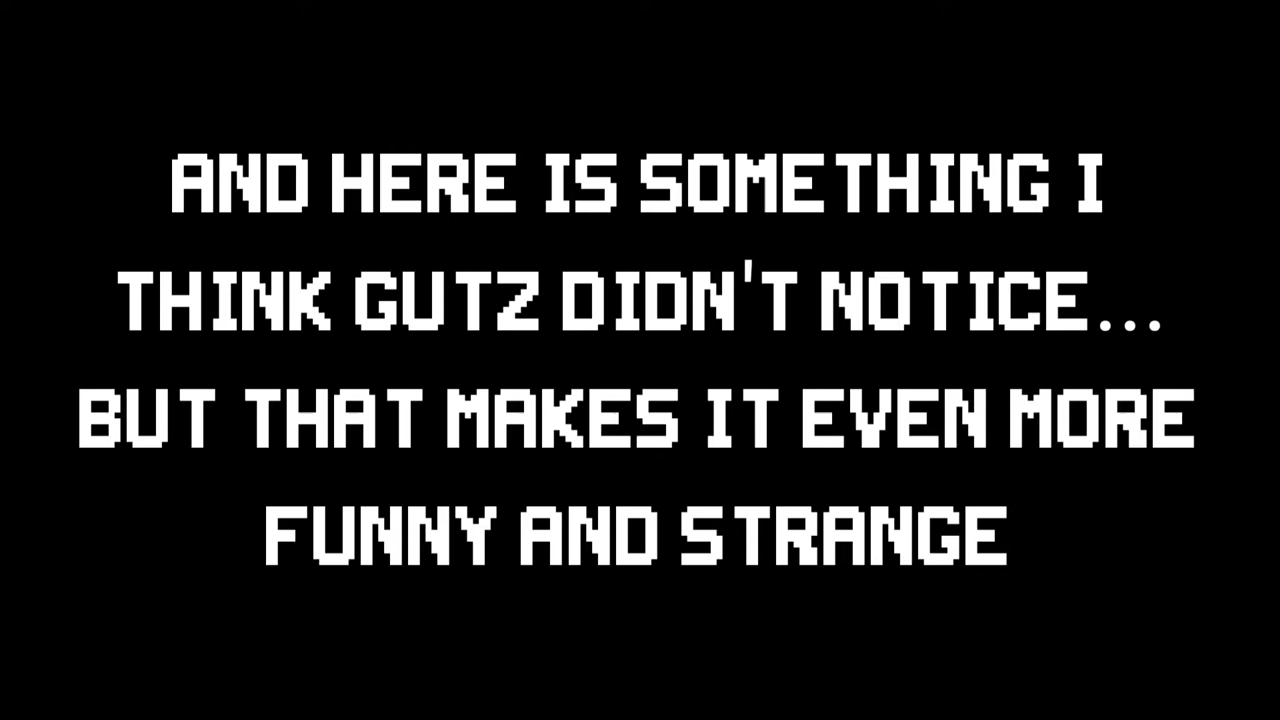 AND HERE IS SOMETHING I
THINK GUTZ DIDN'T NOTICE...
BUT THAT MAKES IT EVEN MORE
FUNNY AND STRANGE